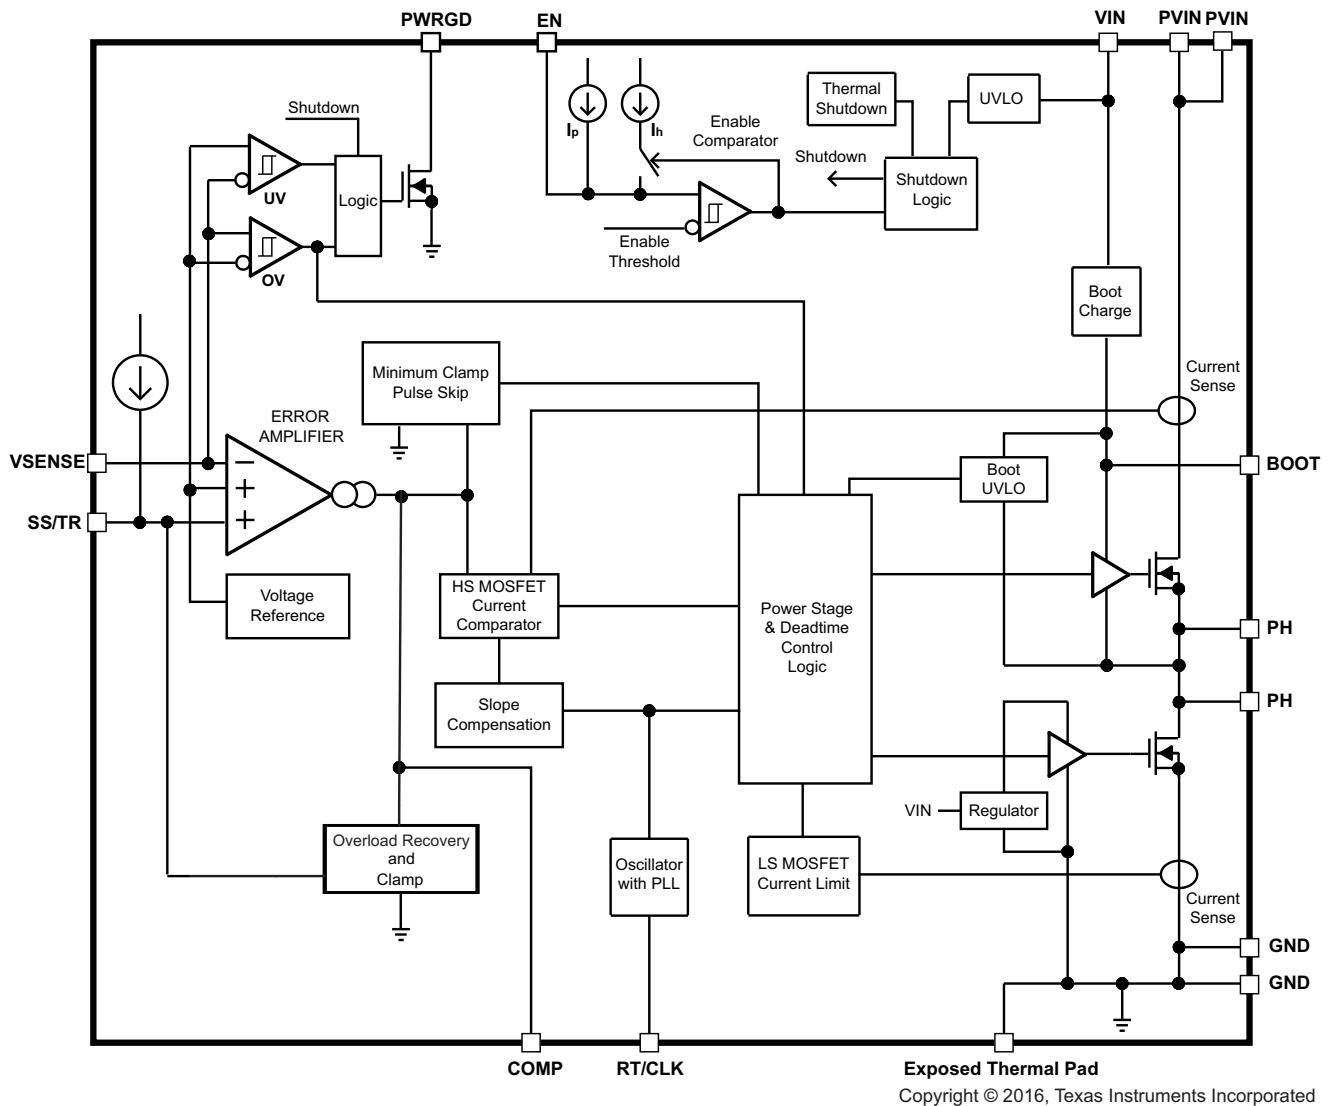 PWRGD
EN
VIN
PVIN
PVIN
Shutdown
UV
OV
Logic
Ip
Ih
Enable
Comparator
Enable
Threshold
Thermal
Shutdown
UVLO
Shutdown
Shutdown
Logic
Boot
Charge
Current
Sense
Minimum Clamp
Pulse Skip
ERROR
AMPLIFIER
VSENSE
SS/TR
BOOT
Boot
UVLO
Voltage
Reference
HS MOSFET
Current
Comparator
Power Stage
& Deadtime
Control
Logic
PH
PH
Slope
Compensation
VIN
Regulator
Overload Recovery
and
Clamp
Oscillator
with PLL
LS MOSFET
Current Limit
Current
Sense
GND
GND
COMP
RT/CLK
Exposed Thermal Pad
Copyright © 2016, Texas Instruments Incorporated